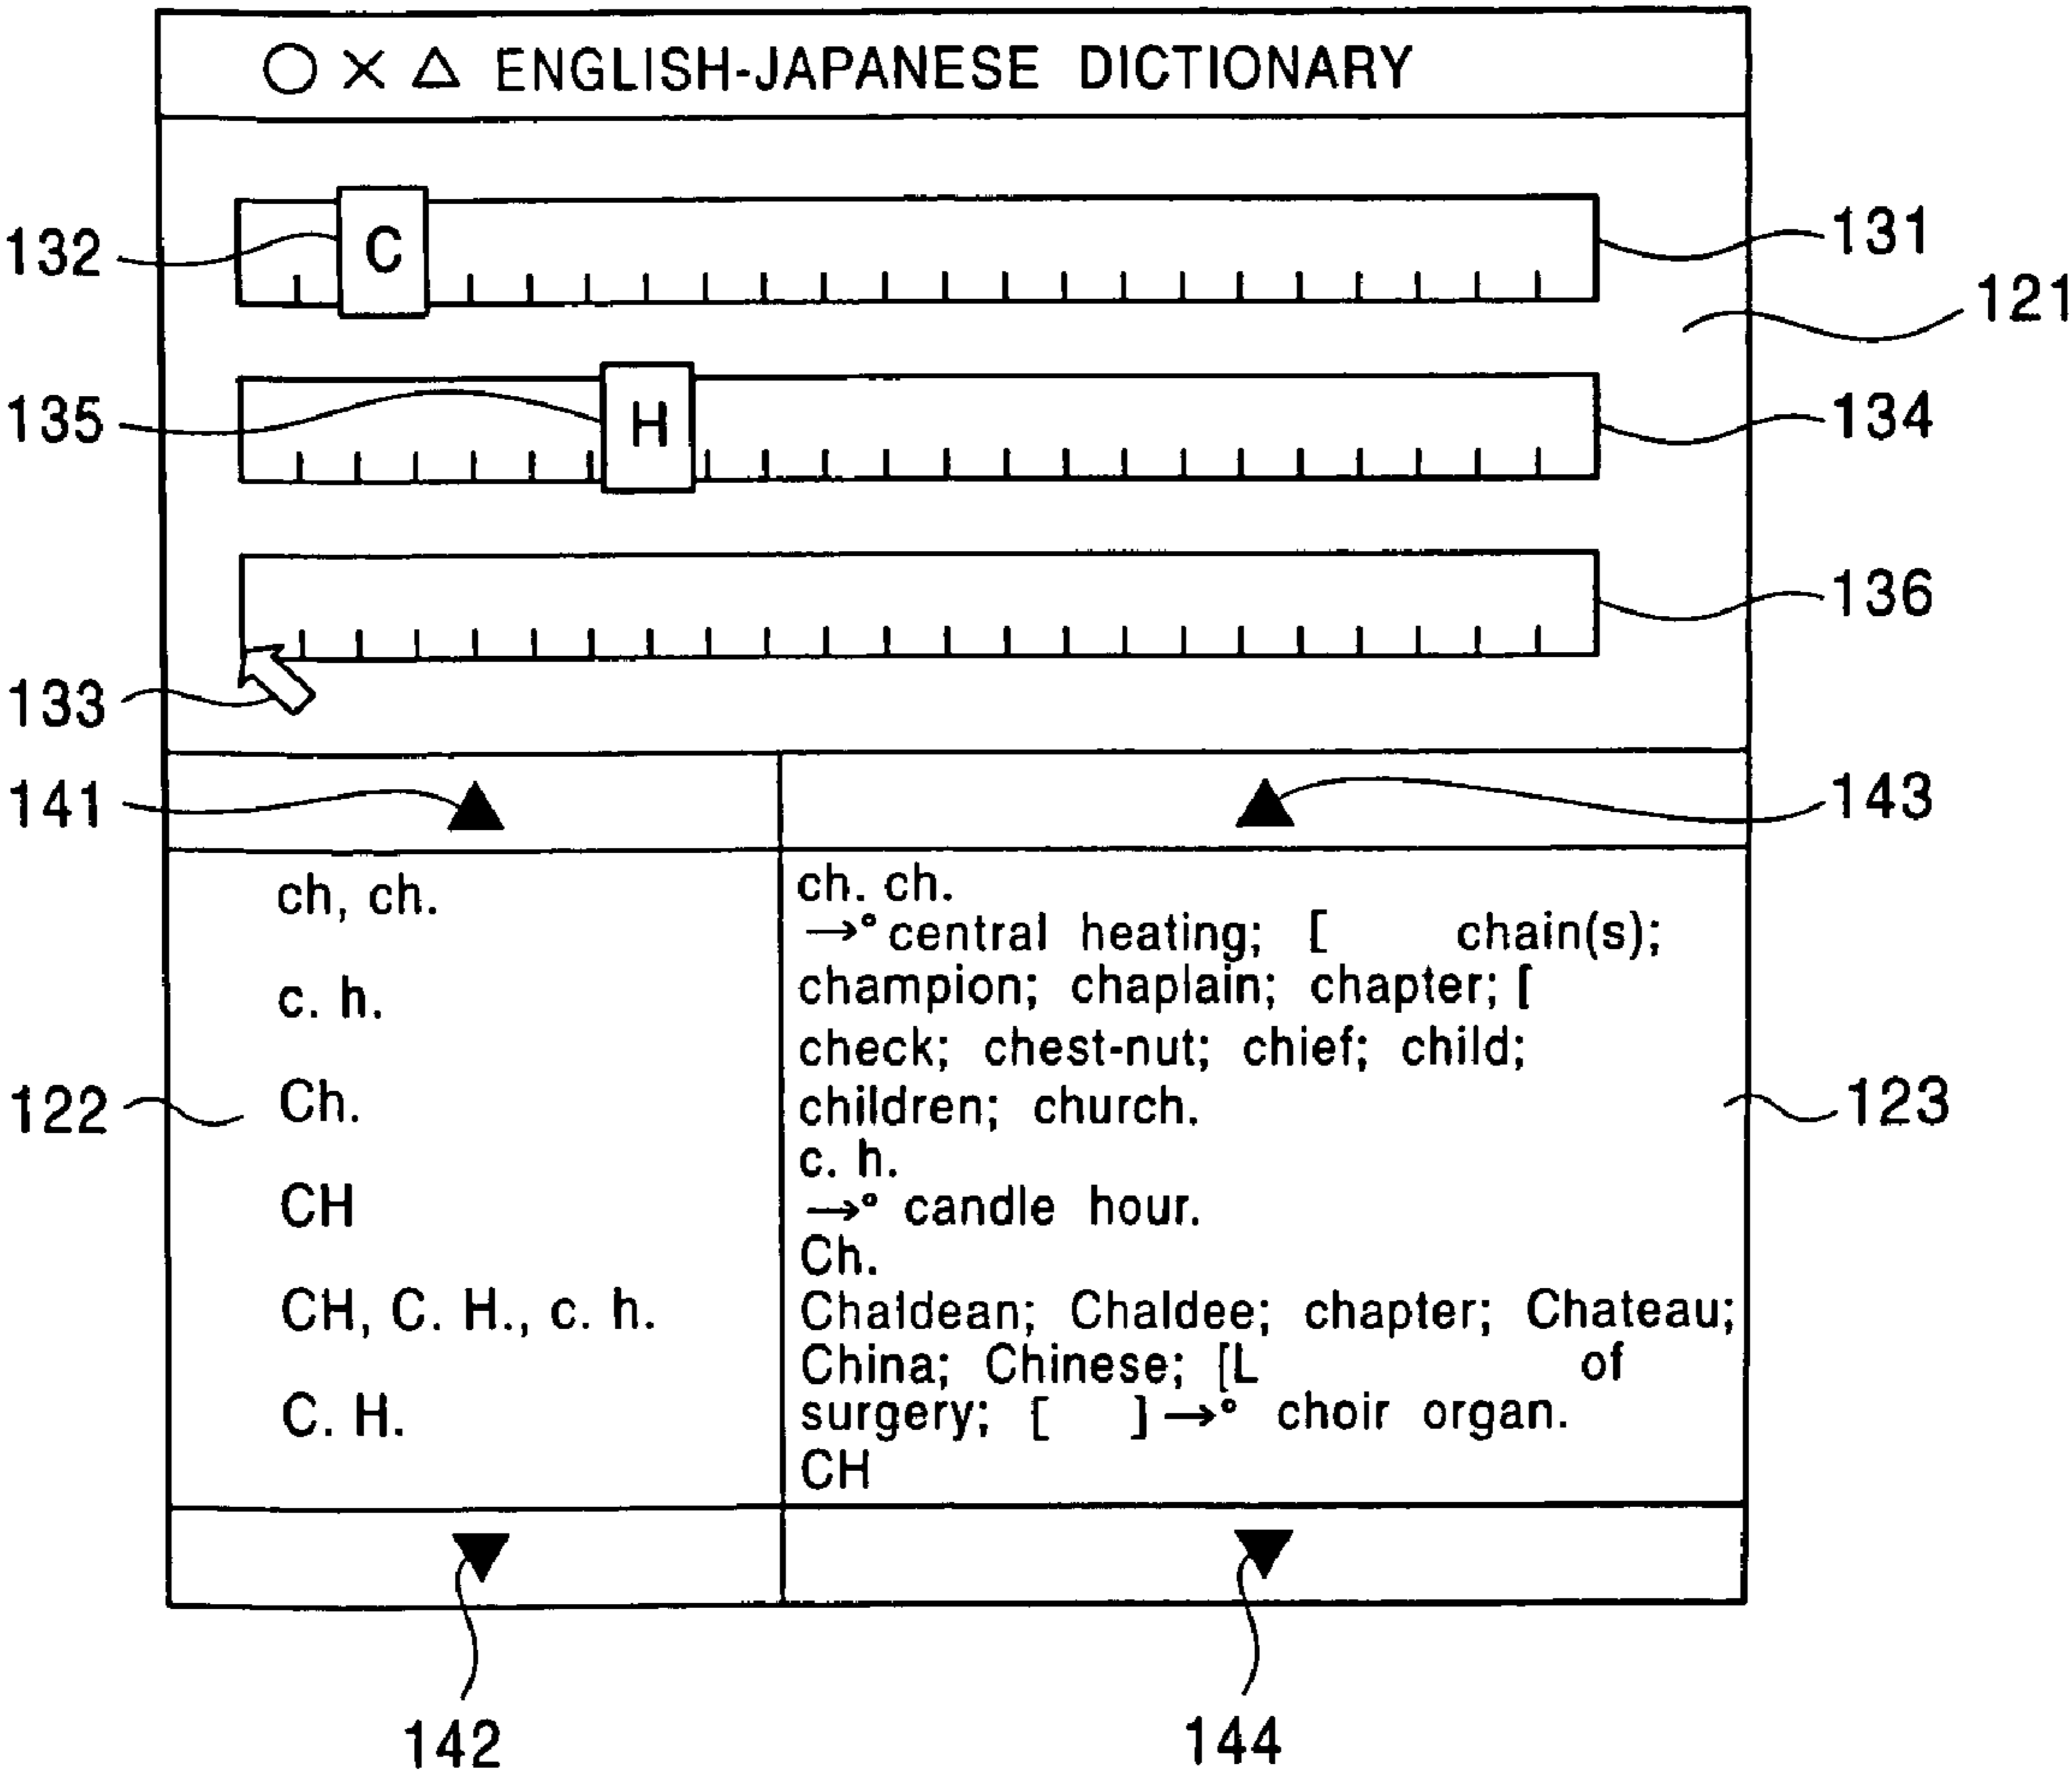 ○ × △ ENGLISH-JAPANESE DICTIONARY
132
C
131
121
135
H
134
136
133
141
143
ch, ch.
c. h.
122
Ch.
CH
CH, C. H., c. h.
C. H.
ch. ch.
→° central heating; [ chain(s);
champion; chaplain; chapter; [
check; chest-nut; chief; child;
children; church.
123
c. h.
→° candle hour.
Ch.
Chaldean; Chaldee; chapter; Chateau;
China; Chinese; [L of
surgery; [ ]→° choir organ.
CH
142
144